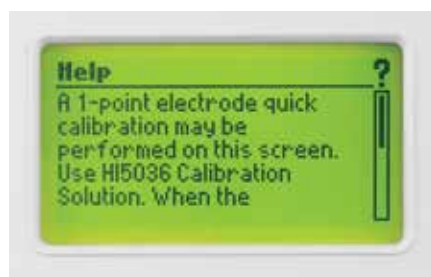 Help ?
A 1-point electrode quick
calibration may be
performed on this screen.
Use HI5036 Calibration
Solution. When the